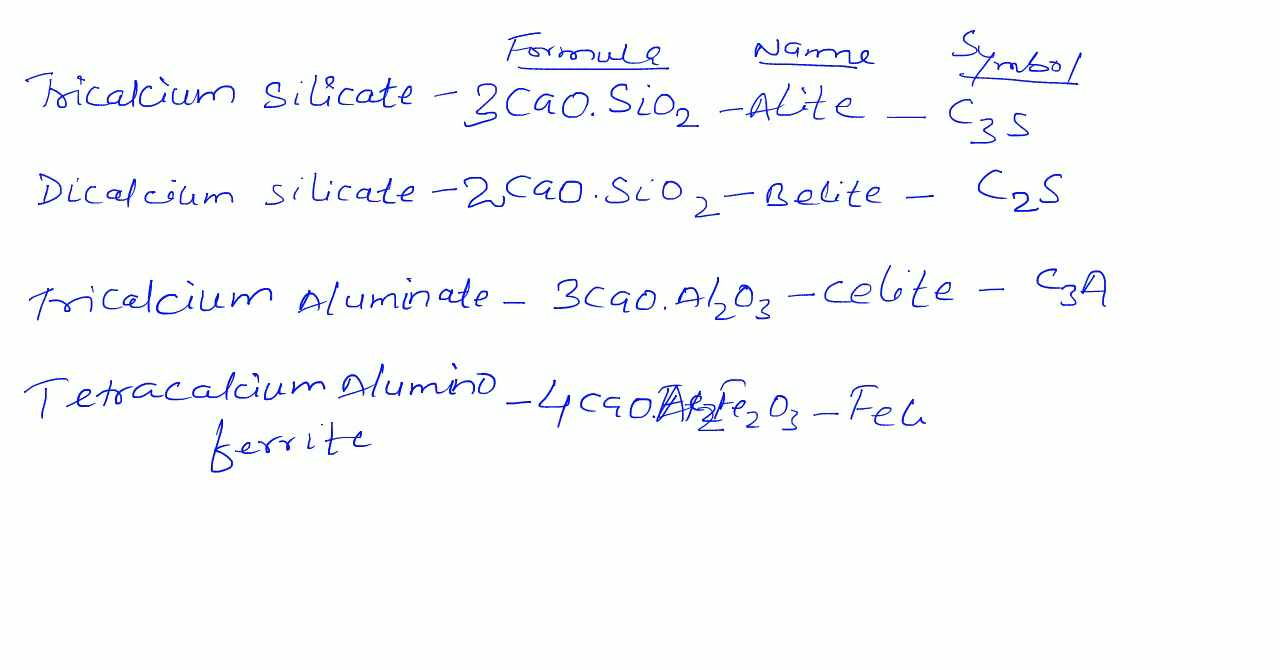 Formula Name Symbol
Tricalcium Silicate - 3CaO.SiO2 - Alite - C3S
Dicalcium silicate - 2CaO.SiO2 - Belite - C2S
Tricalcium Aluminate - 3CaO.Al2O3 - Celite - C3A
Tetracalcium Alumino - 4CaO. Fe2O3 - Feli
ferrite